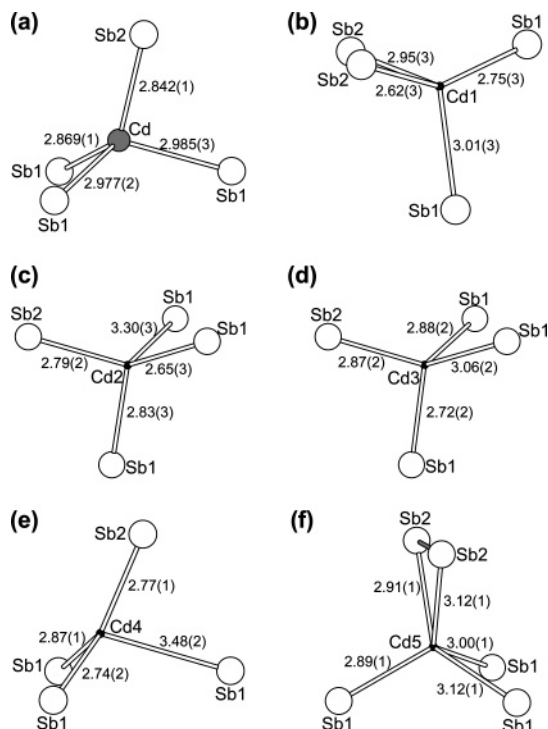 (a)
Sb2
2.842(1)
2.869(1)
Cd
2.985(3)
Sb1
2.977(2)
Sb1
Sb1
(b)
Sb2
Sb1
2.95(3)
2.75(3)
Sb2
2.62(3)
Cd1
3.01(3)
Sb1
(c)
Sb1
Sb2
3.30(3)
Sb1
2.79(2)
Cd2
2.65(3)
2.83(3)
Sb1
(d)
Sb1
Sb2
2.88(2)
Sb1
2.87(2)
Cd3
3.06(2)
2.72(2)
Sb1
(e)
Sb2
2.77(1)
2.87(1)
Cd4
3.48(2)
Sb1
2.74(2)
Sb1
Sb1
(f)
Sb2
Sb2
2.91(1)
3.12(1)
Cd5
3.00(1)
2.89(1)
Sb1
3.12(1)
Sb1
Sb1